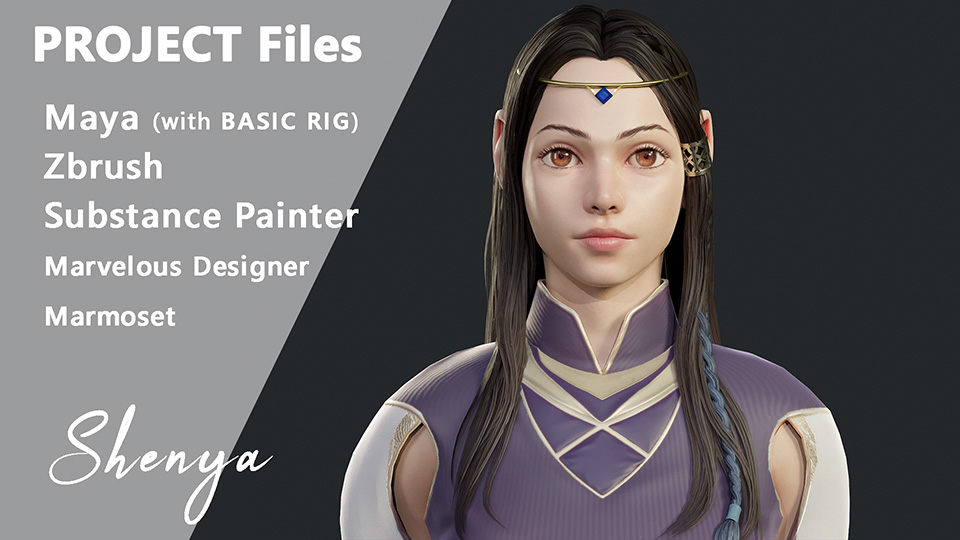 PROJECT Files
Maya (with BASIC RIG)
Zbrush
Substance Painter
Marvelous Designer
Marmoset
Shenya